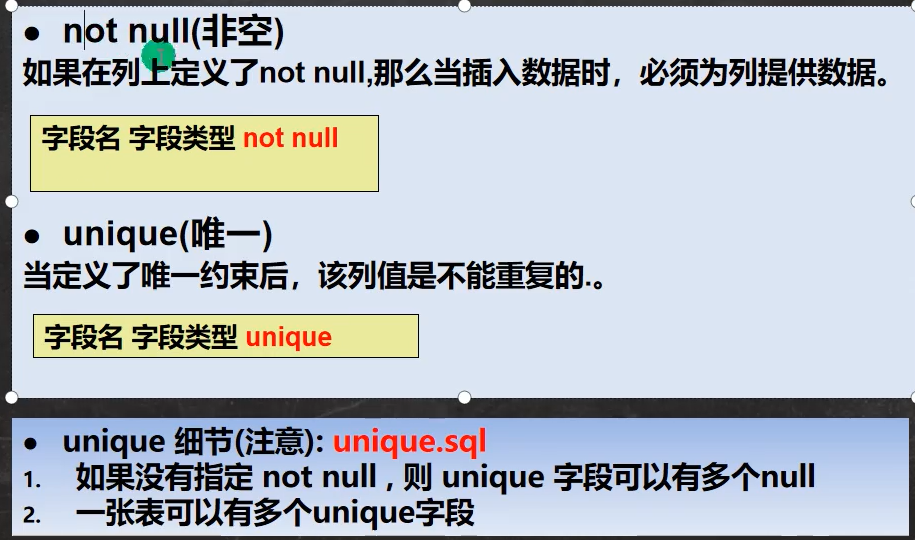 ● not null(非空)
如果在列上定义了not null,那么当插入数据时，必须为列提供数据。
字段名 字段类型 not null
● unique(唯一)
当定义了唯一约束后，该列值是不能重复的.。
字段名 字段类型 unique
● unique 细节(注意): unique.sql
1. 如果没有指定 not null , 则 unique 字段可以有多个null
2. 一张表可以有多个unique字段